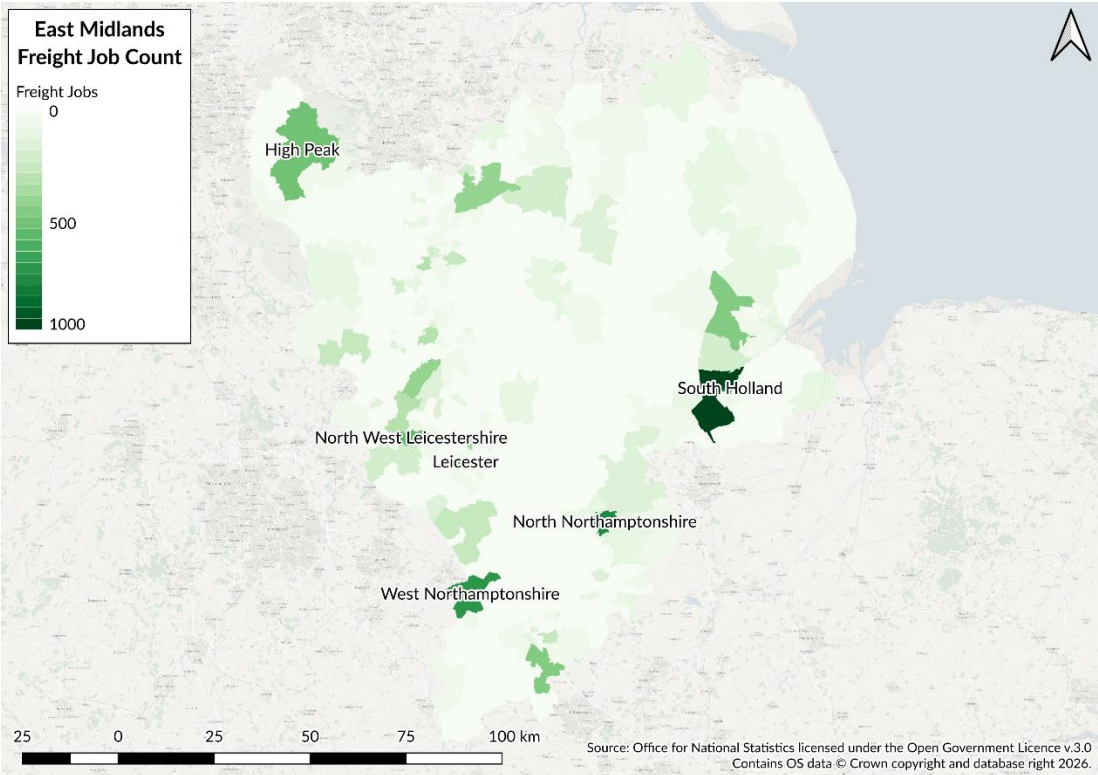 East Midlands
Freight Job Count
Freight Jobs
0
500
1000
High Peak
South Holland
North West Leicestershire
Leicester
North Northamptonshire
West Northamptonshire
25 0 25 50 75 100 km
Source: Office for National Statistics licensed under the Open Government Licence v.3.0
Contains OS data © Crown copyright and database right 2026.